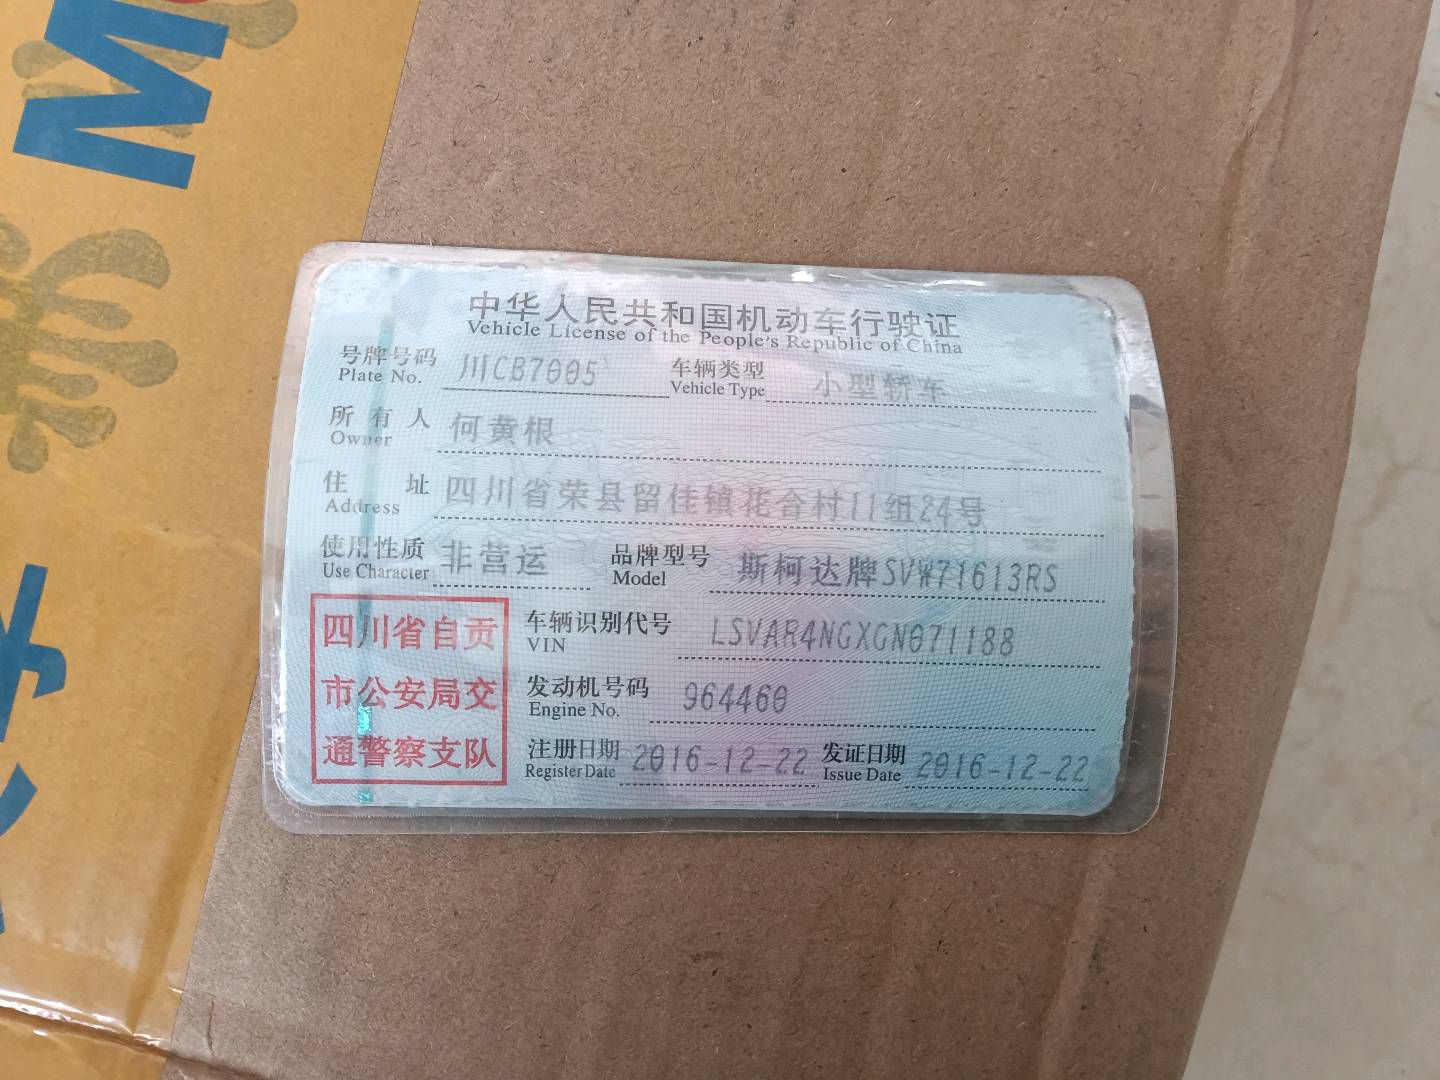 中华人民共和国机动车行驶证
Vehicle License of the People's Republic of China
号牌号码 川CB7005 车辆类型 小型轿车
Plate No. Vehicle Type
所有人 何黄根
Owner
住址 四川省荣县留佳镇花合村11组24号
Address
使用性质 非营运 品牌型号 斯柯达牌SVW71613RS
Use Character Model
四川省自贡
市公安局交
通警察支队
车辆识别代号 LSVAR4NGXGN071188
VIN
发动机号码 964460
Engine No.
注册日期 2016-12-22 发证日期 2016-12-22
Register Date Issue Date
M